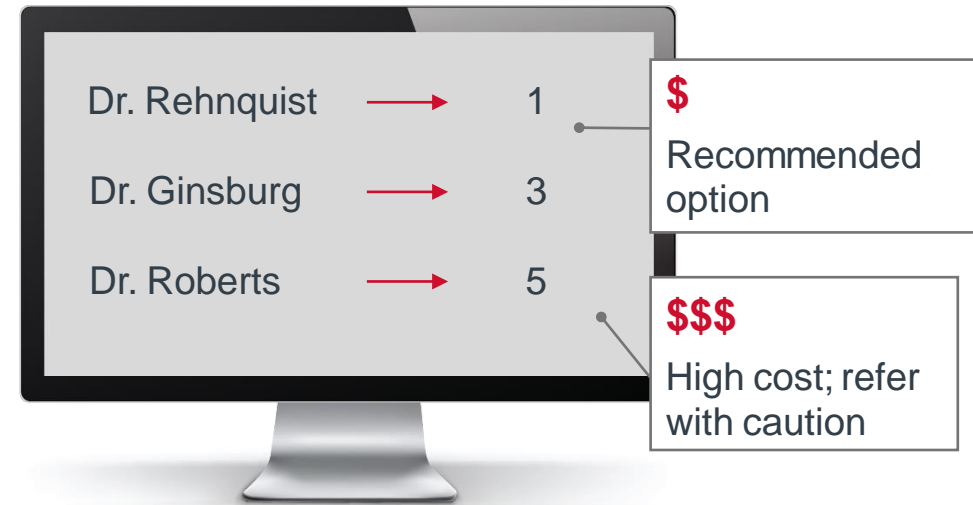 Dr. Rehnquist 1
Dr. Ginsburg 3
Dr. Roberts 5
$
Recommended
option
$$$
High cost; refer
with caution